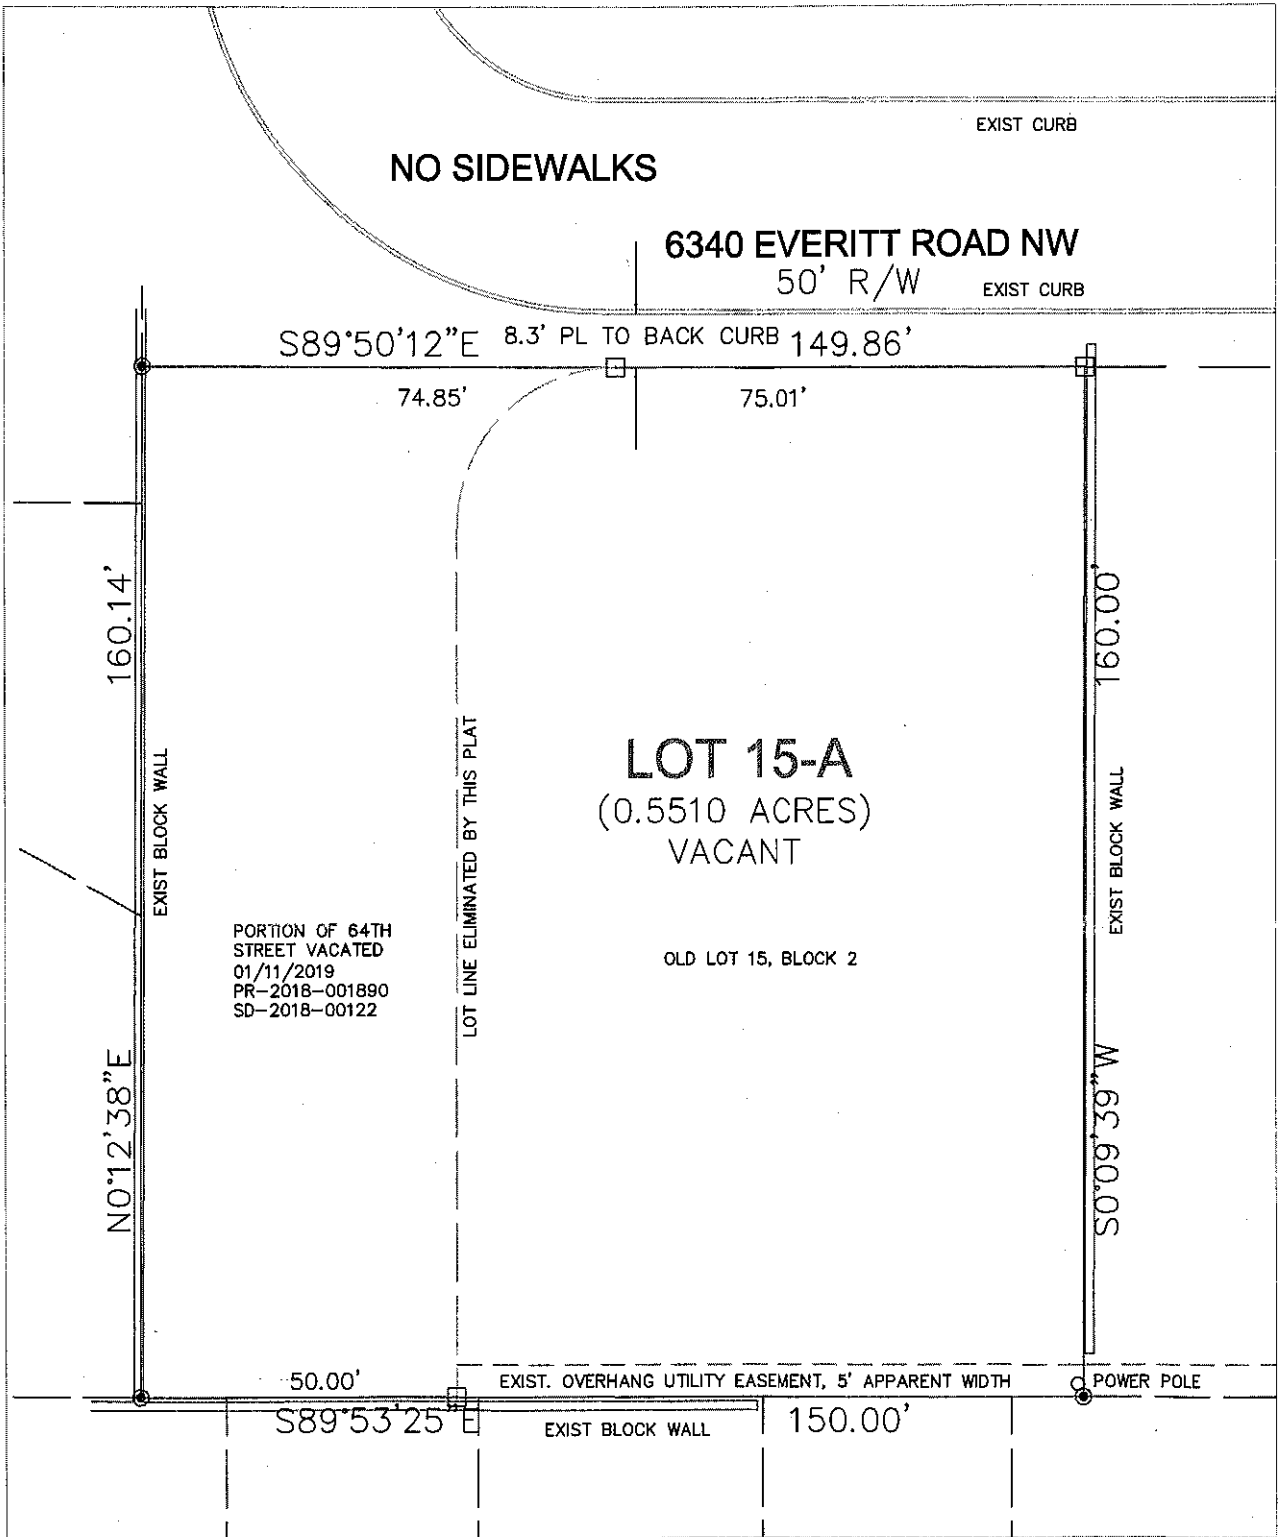 EXIST CURB
NO SIDEWALKS
6340 EVERITT ROAD NW
50' R/W
EXIST CURB
S89°50'12"E
8.3' PL TO BACK CURB
149.86'
74.85'
75.01'
160.14'
160.00'
EXIST BLOCK WALL
LOT LINE ELIMINATED BY THIS PLAT
LOT 15-A
(0.5510 ACRES)
VACANT
EXIST BLOCK WALL
PORTION OF 64TH
STREET VACATED
01/11/2019
PR-2018-001890
SD-2018-00122
OLD LOT 15, BLOCK 2
N0°12'38"E
S0°09'39"W
50.00'
EXIST. OVERHANG UTILITY EASEMENT, 5' APPARENT WIDTH
POWER POLE
S89°53'25"E
EXIST BLOCK WALL
150.00'